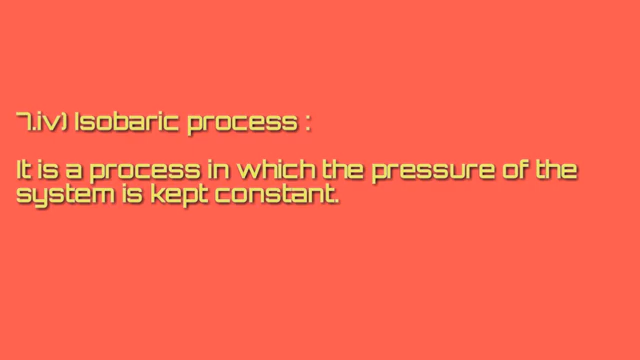 7.iv) Isobaric process :
It is a process in which the pressure of the
system is kept constant.